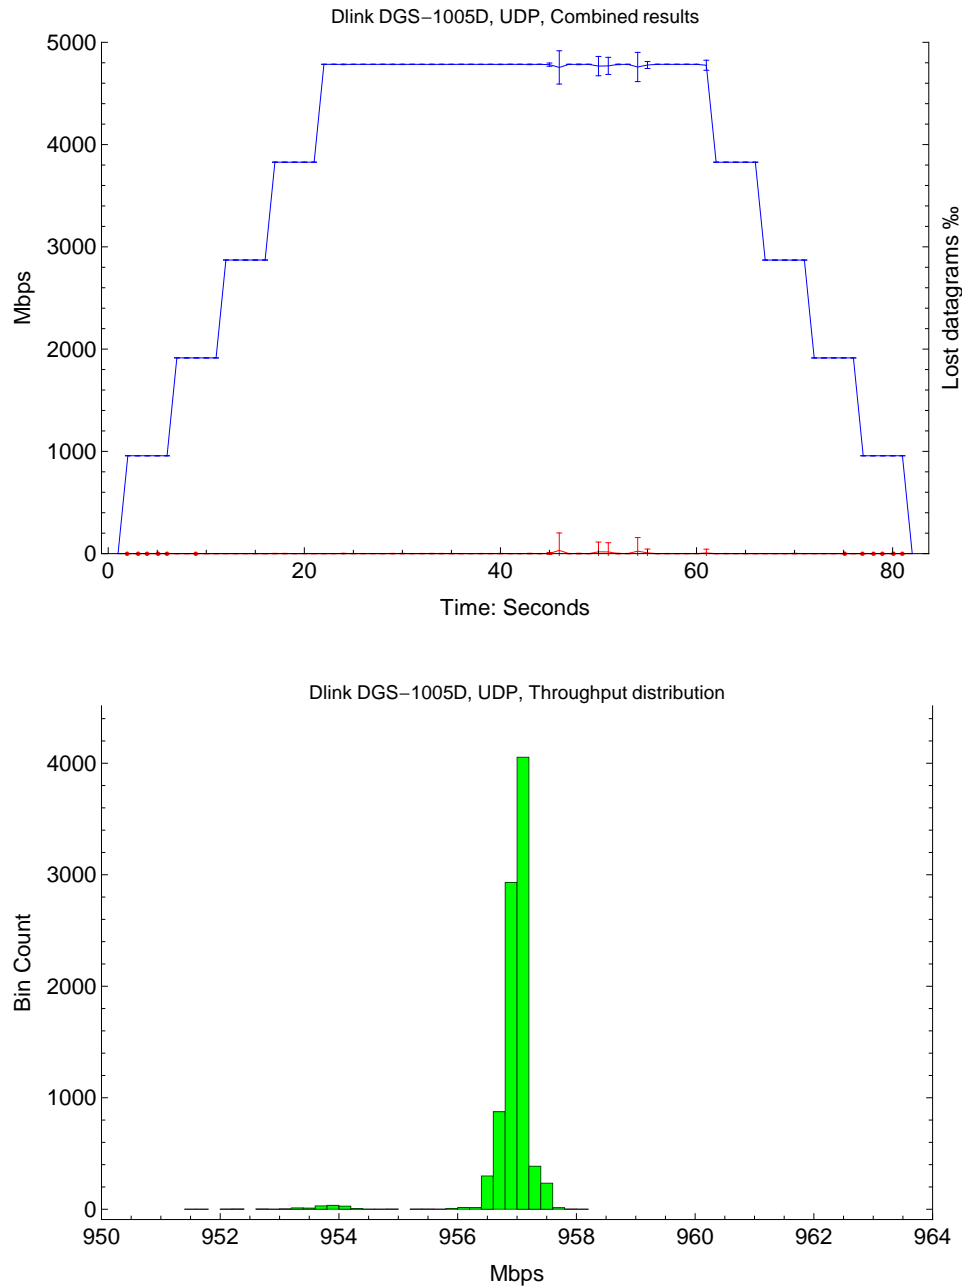 Dlink DGS−1005D, UDP, Combined results
5000
4000
3000
2000
1000
0
Mbps
Lost datagrams ‰
0 20 40 60 80
Time: Seconds
Dlink DGS−1005D, UDP, Throughput distribution
4000
3000
2000
1000
0
Bin Count
950 952 954 956 958 960 962 964
Mbps